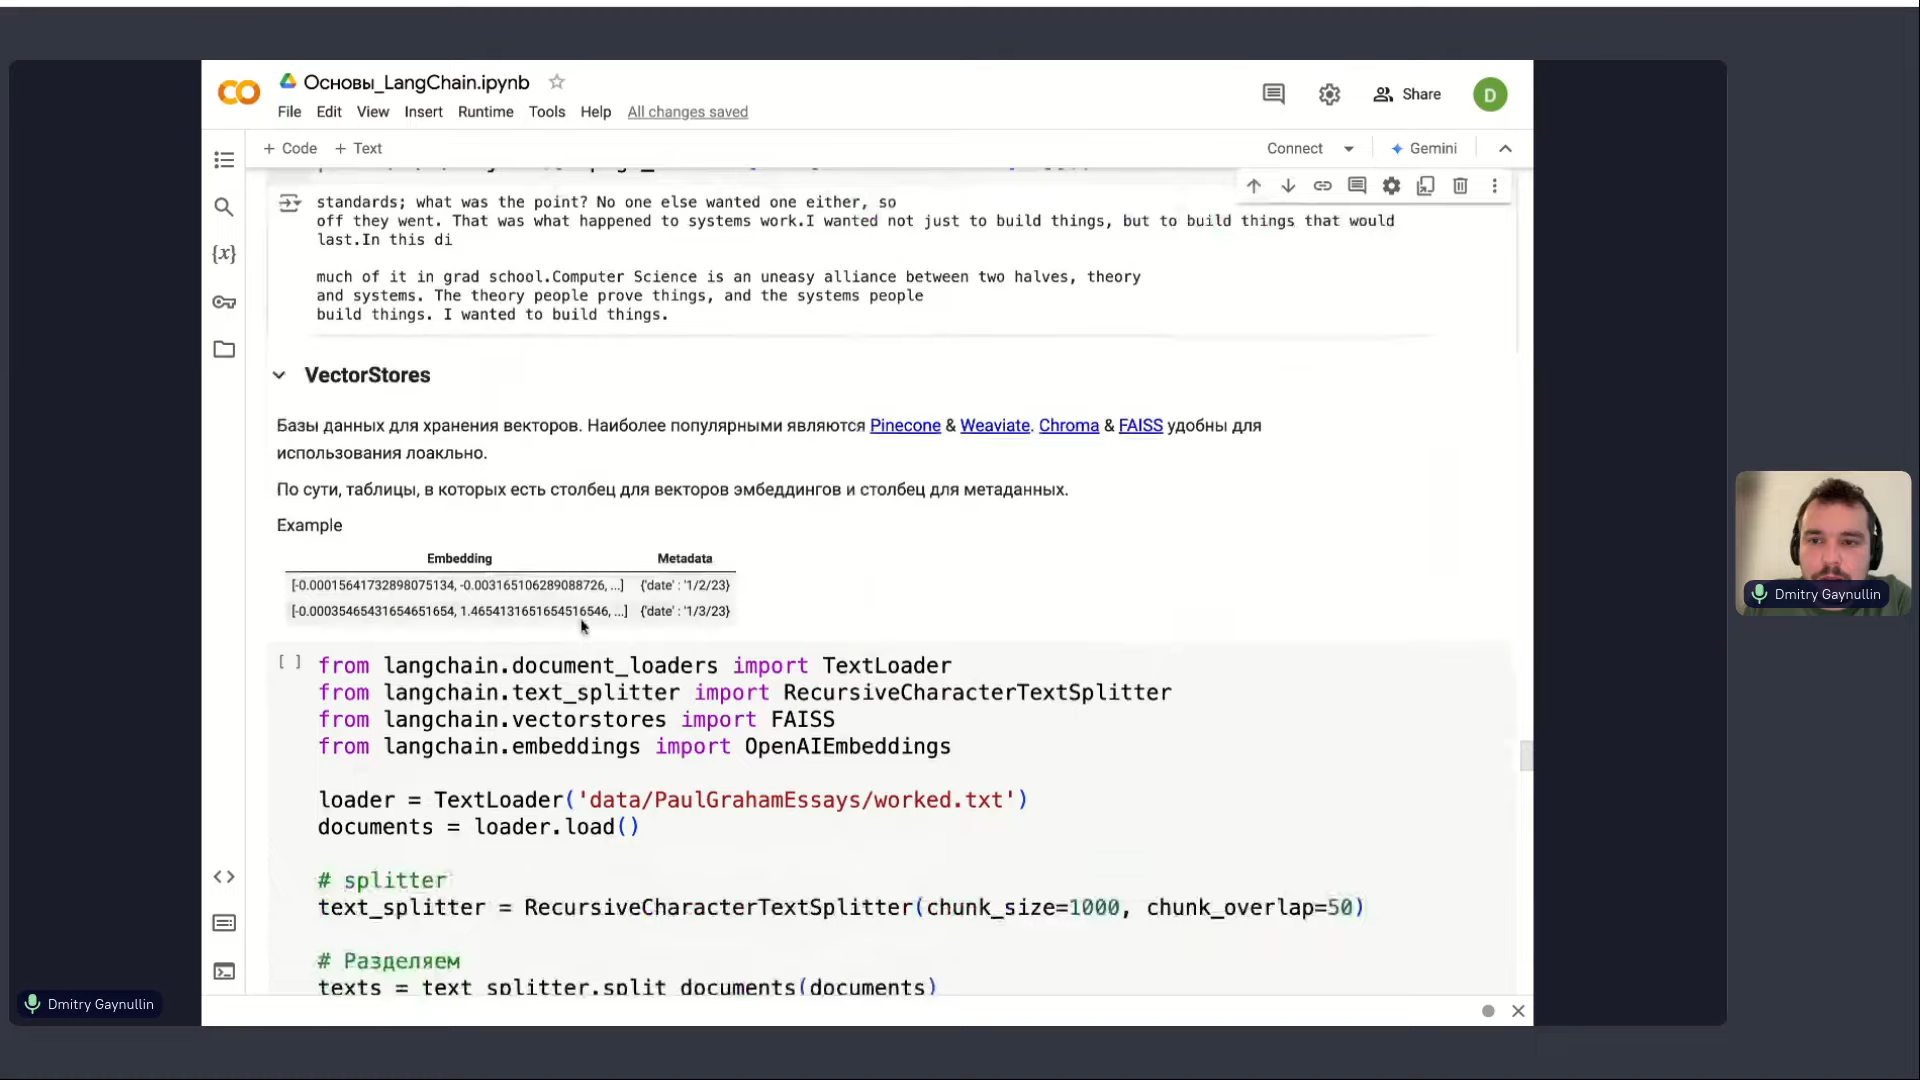 Основы_LangChain.ipynb
File Edit View Insert Runtime Tools Help All changes saved
Share
D
+ Code + Text
Connect
Gemini
standards; what was the point? No one else wanted one either, so
off they went. That was what happened to systems work.I wanted not just to build things, but to build things that would
last.In this di
much of it in grad school.Computer Science is an uneasy alliance between two halves, theory
and systems. The theory people prove things, and the systems people
build things. I wanted to build things.
VectorStores
Базы данных для хранения векторов. Наиболее популярными являются Pinecone & Weaviate. Chroma & FAISS удобны для
использования лоакльно.
По сути, таблицы, в которых есть столбец для векторов эмбеддингов и столбец для метаданных.
Example
Embedding Metadata
[-0.00015641732898075134, -0.003165106289088726, ...] {'date' : '1/2/23}
[-0.00035465431654651654, 1.4654131651654516546, ...] {'date' : '1/3/23}
[ ] from langchain.document_loaders import TextLoader
from langchain.text_splitter import RecursiveCharacterTextSplitter
from langchain.vectorstores import FAISS
from langchain.embeddings import OpenAIEmbeddings
loader = TextLoader('data/PaulGrahamEssays/worked.txt')
documents = loader.load()
# splitter
text_splitter = RecursiveCharacterTextSplitter(chunk_size=1000, chunk_overlap=50)
# Разделяем
texts = text_splitter.split_documents(documents)
Dmitry Gaynullin
Dmitry Gaynullin